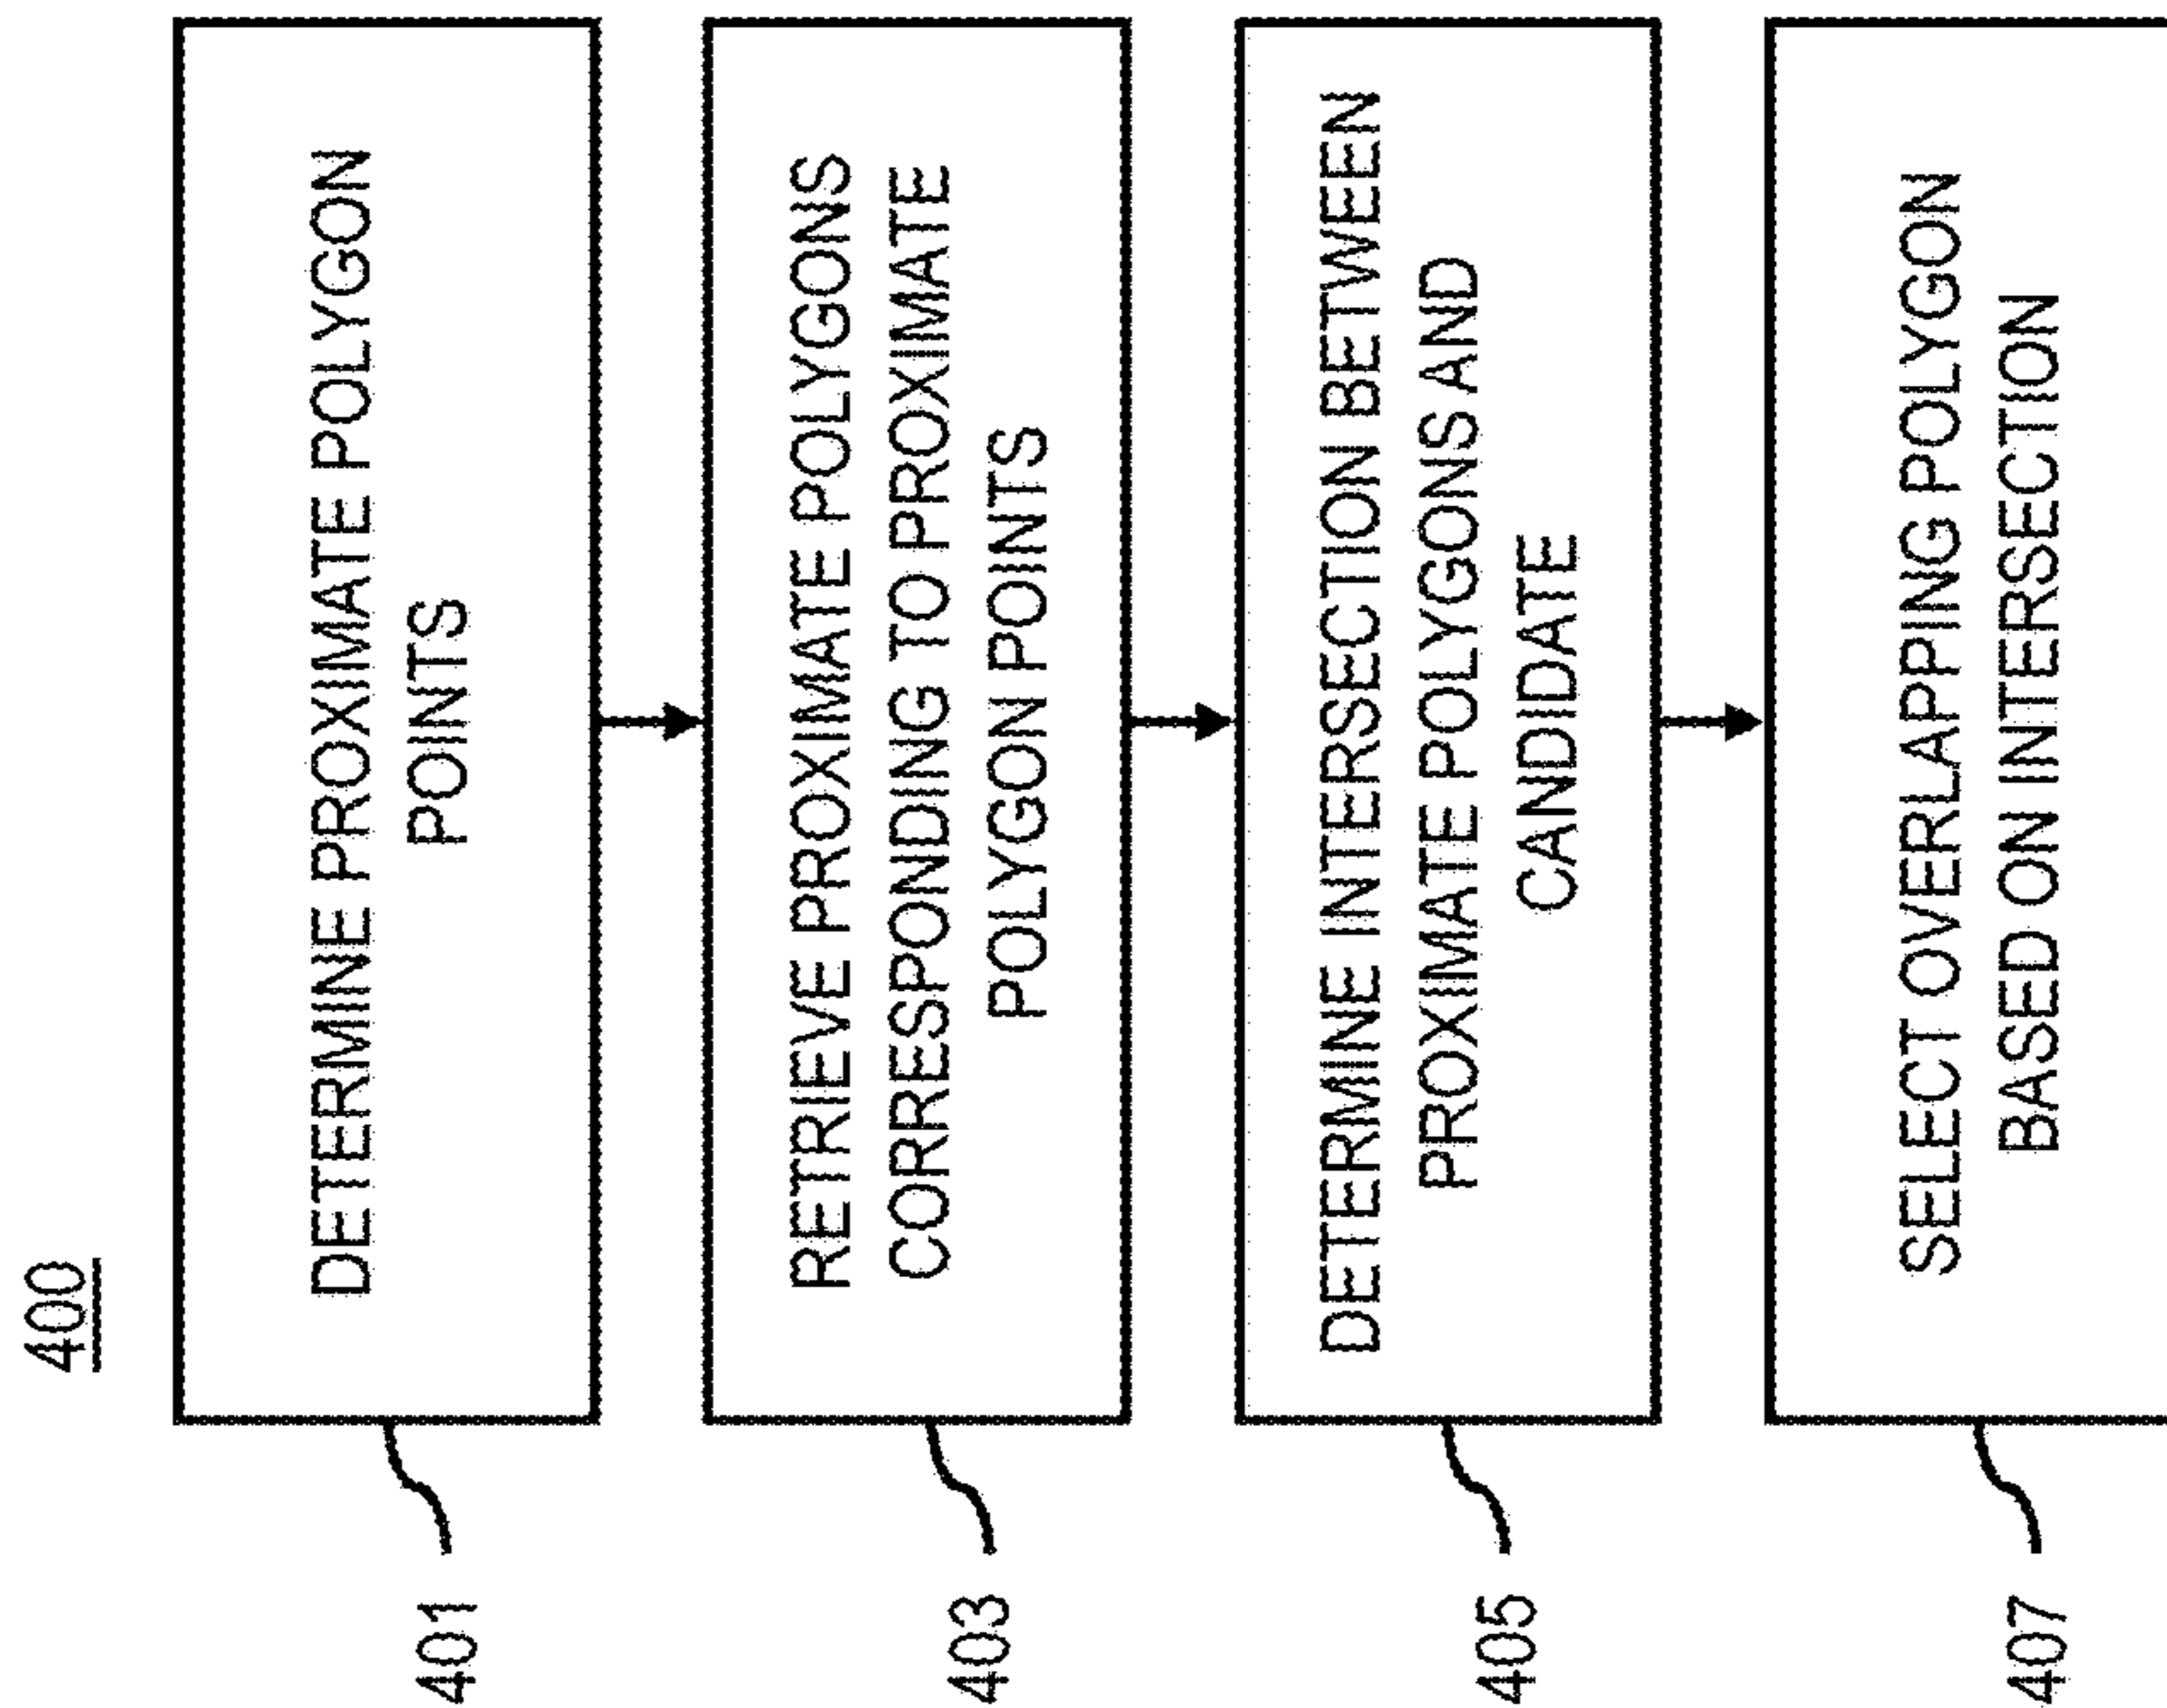 400
401
DETERMINE PROXIMATE POLYGON
POINTS
403
RETRIEVE PROXIMATE POLYGONS
CORRESPONDING TO PROXIMATE
POLYGON POINTS
405
DETERMINE INTERSECTION BETWEEN
PROXIMATE POLYGONS AND
CANDIDATE
407
SELECT OVERLAPPING POLYGON
BASED ON INTERSECTION